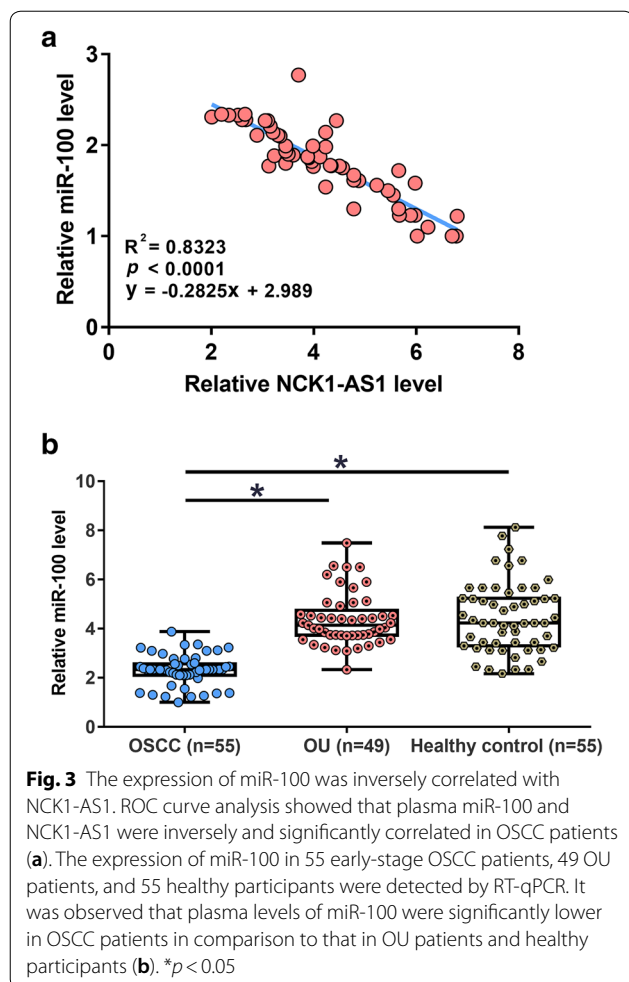 a
3
2
1
0
Relative miR-100 level
R² = 0.8323
p < 0.0001
y = -0.2825x + 2.989
0 2 4 6 8
Relative NCK1-AS1 level
b
10
8
6
4
2
0
Relative miR-100 level
*
*
OSCC (n=55) OU (n=49) Healthy control (n=55)
Fig. 3 The expression of miR-100 was inversely correlated with
NCK1-AS1. ROC curve analysis showed that plasma miR-100 and
NCK1-AS1 were inversely and significantly correlated in OSCC patients
(a). The expression of miR-100 in 55 early-stage OSCC patients, 49 OU
patients, and 55 healthy participants were detected by RT-qPCR. It
was observed that plasma levels of miR-100 were significantly lower
in OSCC patients in comparison to that in OU patients and healthy
participants (b). *p < 0.05